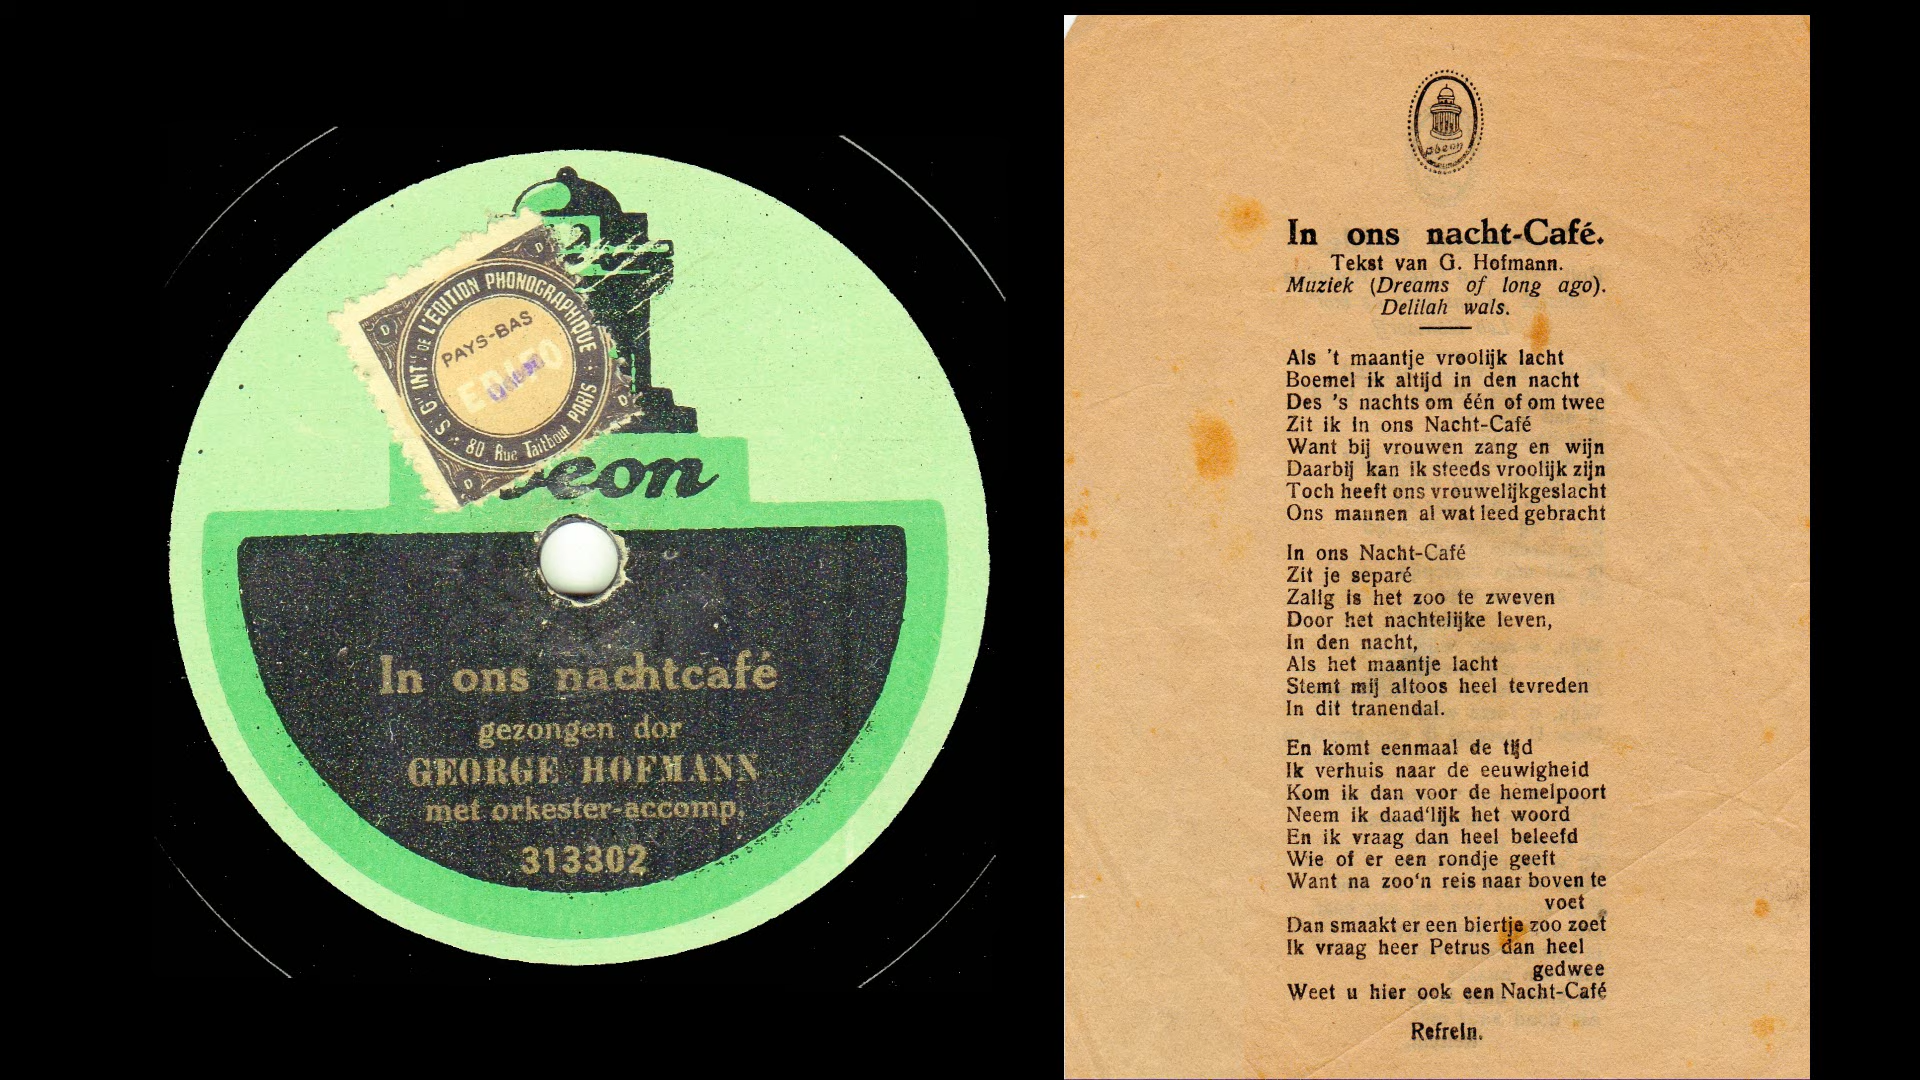 S. Cie INTle DE L'EDITION PHONOGRAPHIQUE
PAYS-BAS
80 Rue Taitbout PARIS
In ons nachtcafé
gezongen dor
GEORGE HOFMANN
met orkester-accomp.
313302
Odeon
In ons nacht-Café.
Tekst van G. Hofmann.
Muziek (Dreams of long ago).
Delilah wals.
Als 't maantje vroolijk lacht
Boemel ik altijd in den nacht
Des 's nachts om één of om twee
Zit ik in ons Nacht-Café
Want bij vrouwen zang en wijn
Daarbij kan ik steeds vroolijk zijn
Toch heeft ons vrouwelijkgeslacht
Ons mannen al wat leed gebracht
In ons Nacht-Café
Zit je separé
Zalig is het zoo te zweven
Door het nachtelijke leven,
In den nacht,
Als het maantje lacht
Stemt mij altoos heel tevreden
In dit tranendal.
En komt eenmaal de tijd
Ik verhuis naar de eeuwigheid
Kom ik dan voor de hemelpoort
Neem ik daad'lijk het woord
En ik vraag dan heel beleefd
Wie of er een rondje geeft
Want na zoo'n reis naar boven te
voet
Dan smaakt er een biertje zoo zoet
Ik vraag heer Petrus dan heel
gedwee
Weet u hier ook een Nacht-Café
Refrein.